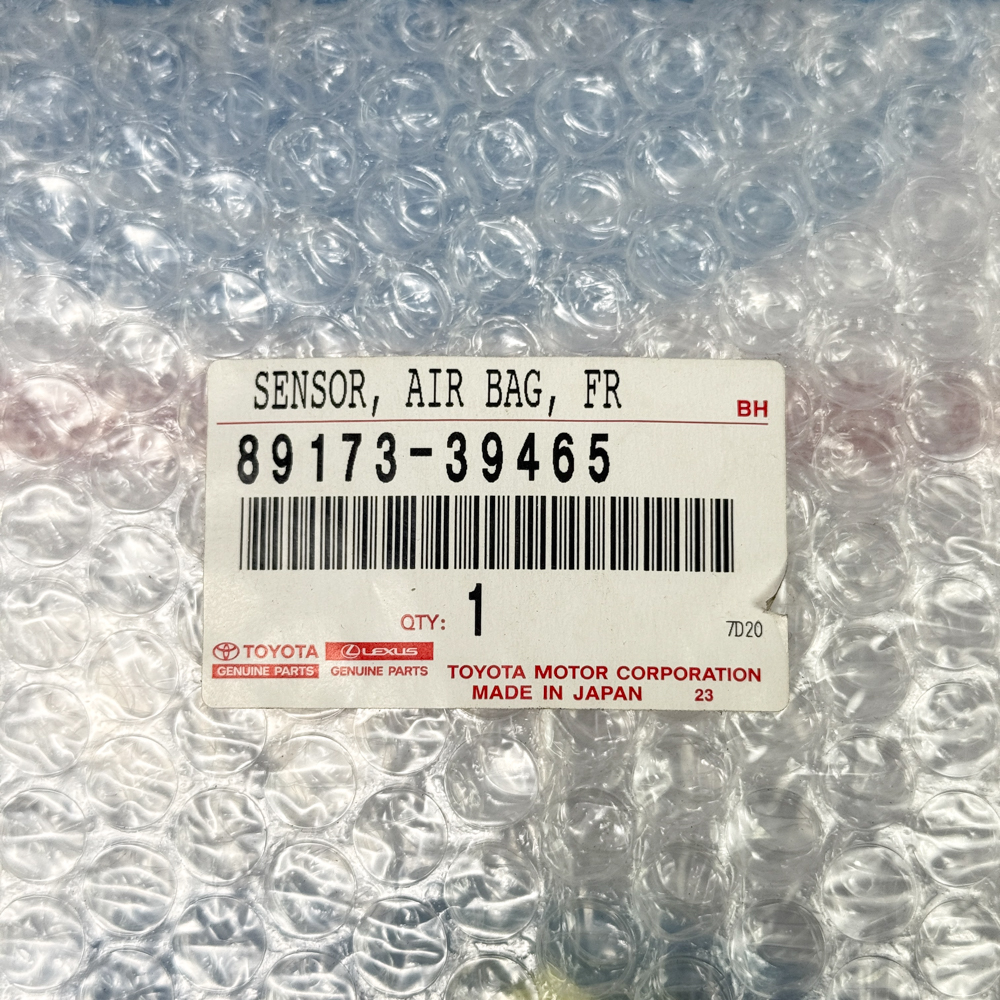 SENSOR, AIR BAG, FR
BH
89173-39465
QTY: 1
7D20
TOYOTA LEXUS
GENUINE PARTS GENUINE PARTS
TOYOTA MOTOR CORPORATION
MADE IN JAPAN 23